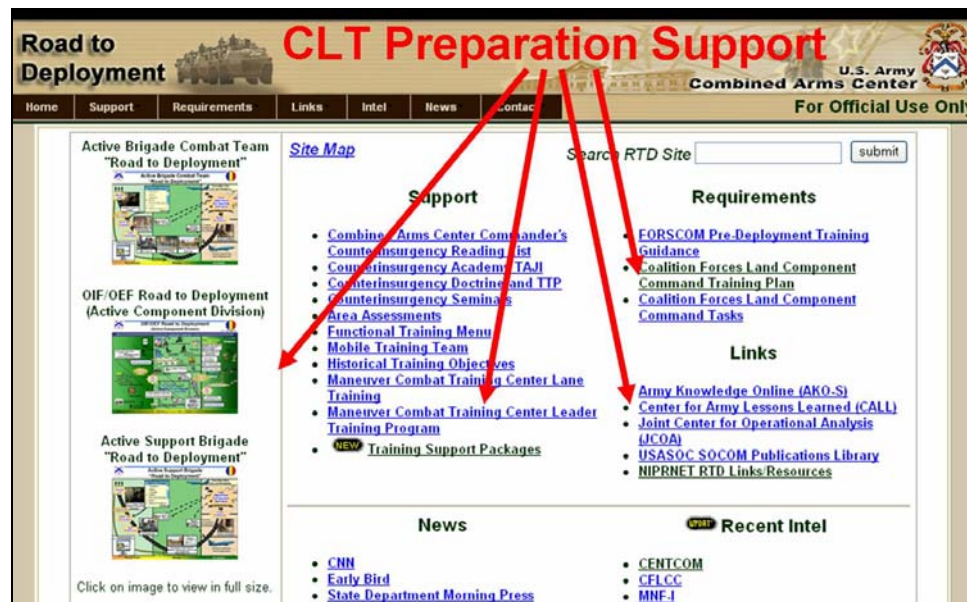 Road to
Deployment
CLT Preparation Support
U.S. Army
Combined Arms Center
For Official Use Only
Home Support Requirements Links Intel News Contact
Active Brigade Combat Team
"Road to Deployment"
OIF/OEF Road to Deployment
(Active Component Division)
Active Support Brigade
"Road to Deployment"
Click on image to view in full size.
Site Map
Search RTD Site
submit
Support
Combined Arms Center Commander's
Counterinsurgency Reading List
Counterinsurgency Academy TAJI
Counterinsurgency Doctrine and TTP
Counterinsurgency Seminars
Area Assessments
Functional Training Menu
Mobile Training Team
Historical Training Objectives
Maneuver Combat Training Center Lane
Training
Maneuver Combat Training Center Leader
Training Program
NEW Training Support Packages
Requirements
FORSCOM Pre-Deployment Training
Guidance
Coalition Forces Land Component
Command Training Plan
Coalition Forces Land Component
Command Tasks
Links
Army Knowledge Online (AKO-S)
Center for Army Lessons Learned (CALL)
Joint Center for Operational Analysis
(JCOA)
USASOC SOCOM Publications Library
NIPRNET RTD Links/Resources
News
CNN
Early Bird
State Department Morning Press
Recent Intel
CENTCOM
CFLCC
MNF-I